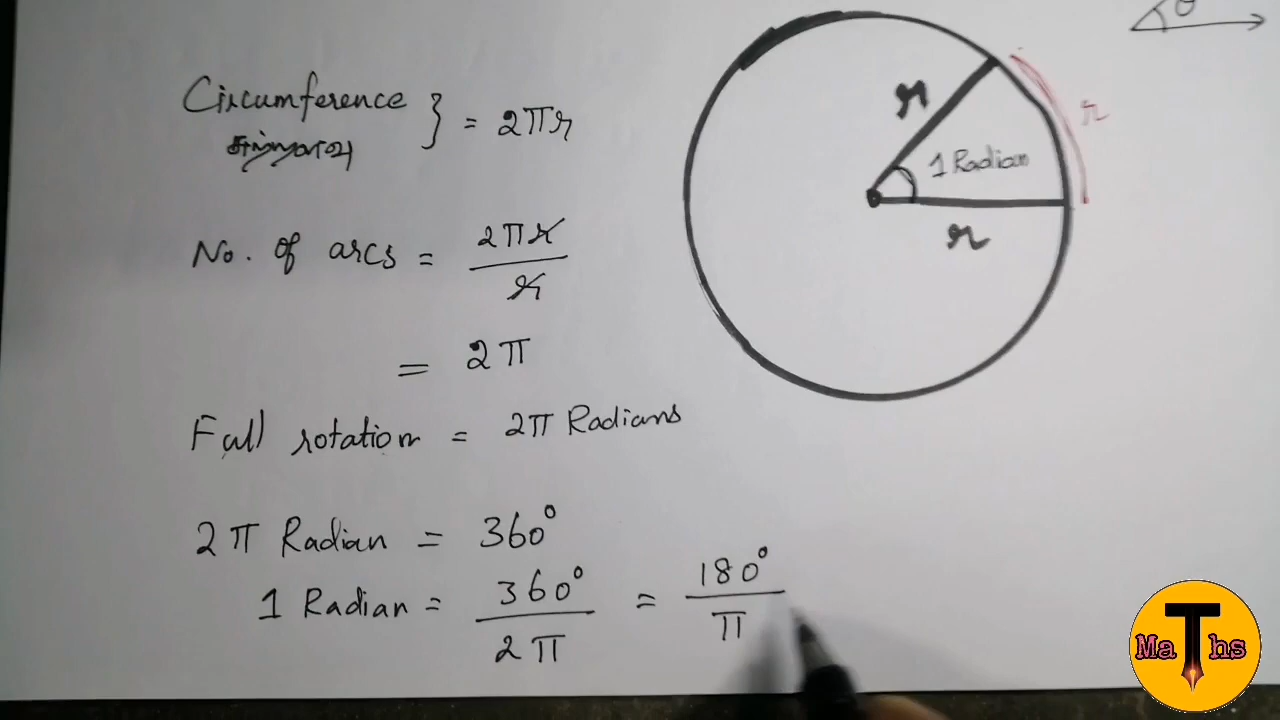 Circumference } = 2πr
சுற்றளவு
No. of arcs = 2πr / r
= 2π
Full rotation = 2π Radians
2π Radian = 360°
1 Radian = 360° / 2π = 180° / π
θ
r
r
1 Radian
r
MaThs